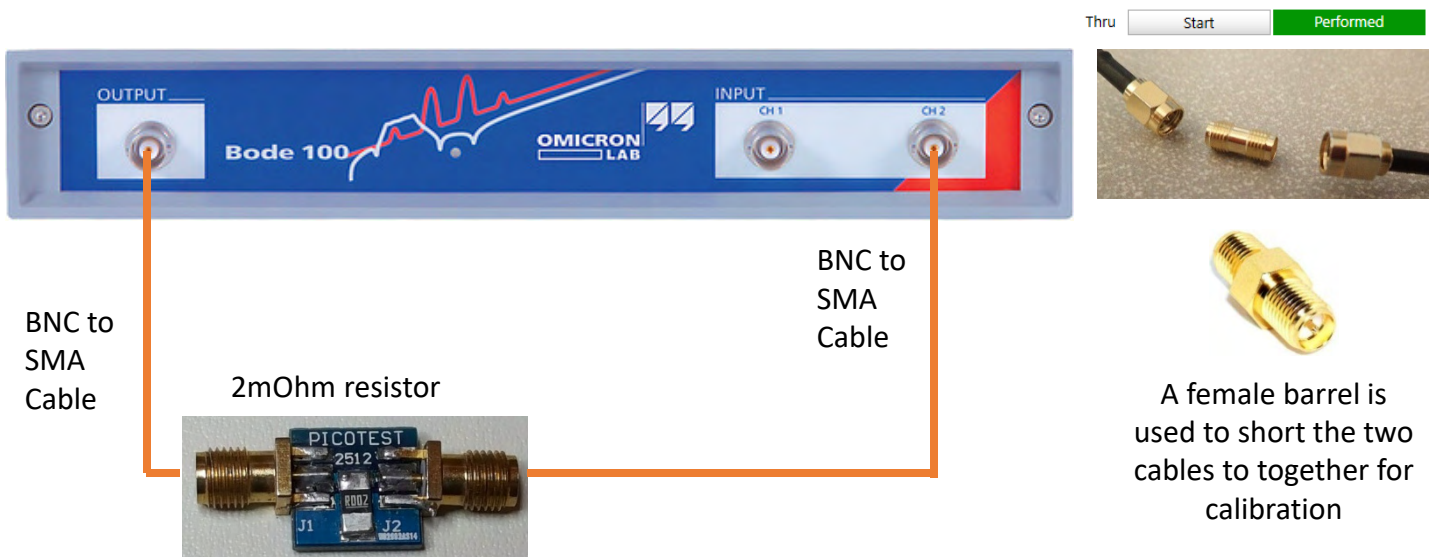 Thru Start Performed
OUTPUT
Bode 100
OMICRON
LAB
INPUT
CH 1
CH 2
BNC to
SMA
Cable
BNC to
SMA
Cable
2mOhm resistor
PICOTEST
2512
R002
J1 J2
A female barrel is
used to short the two
cables to together for
calibration